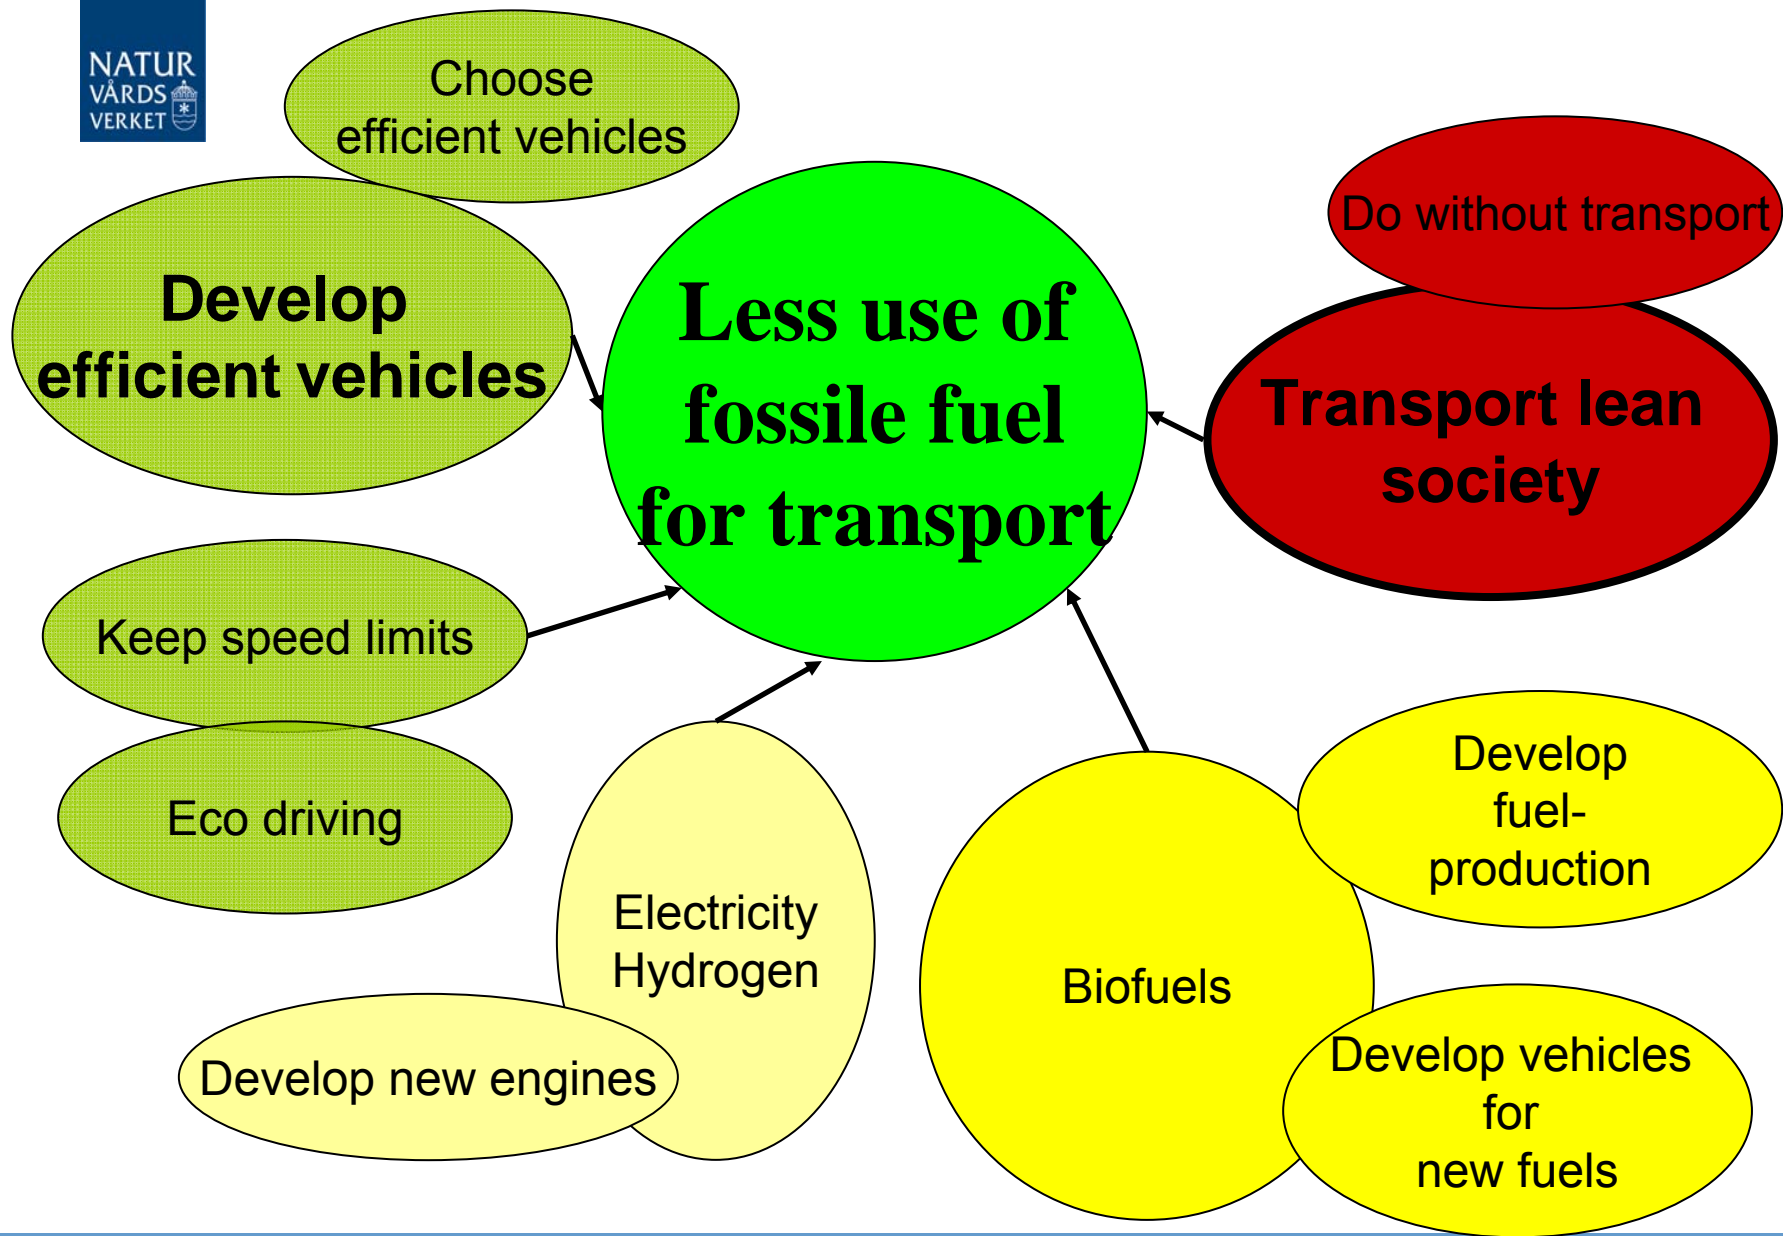 NATUR
VÅRDS
VERKET
Choose
efficient vehicles
Develop
efficient vehicles
Less use of
fossile fuel
for transport
Do without transport
Transport lean
society
Keep speed limits
Eco driving
Electricity
Hydrogen
Develop new engines
Biofuels
Develop
fuel-
production
Develop vehicles
for
new fuels